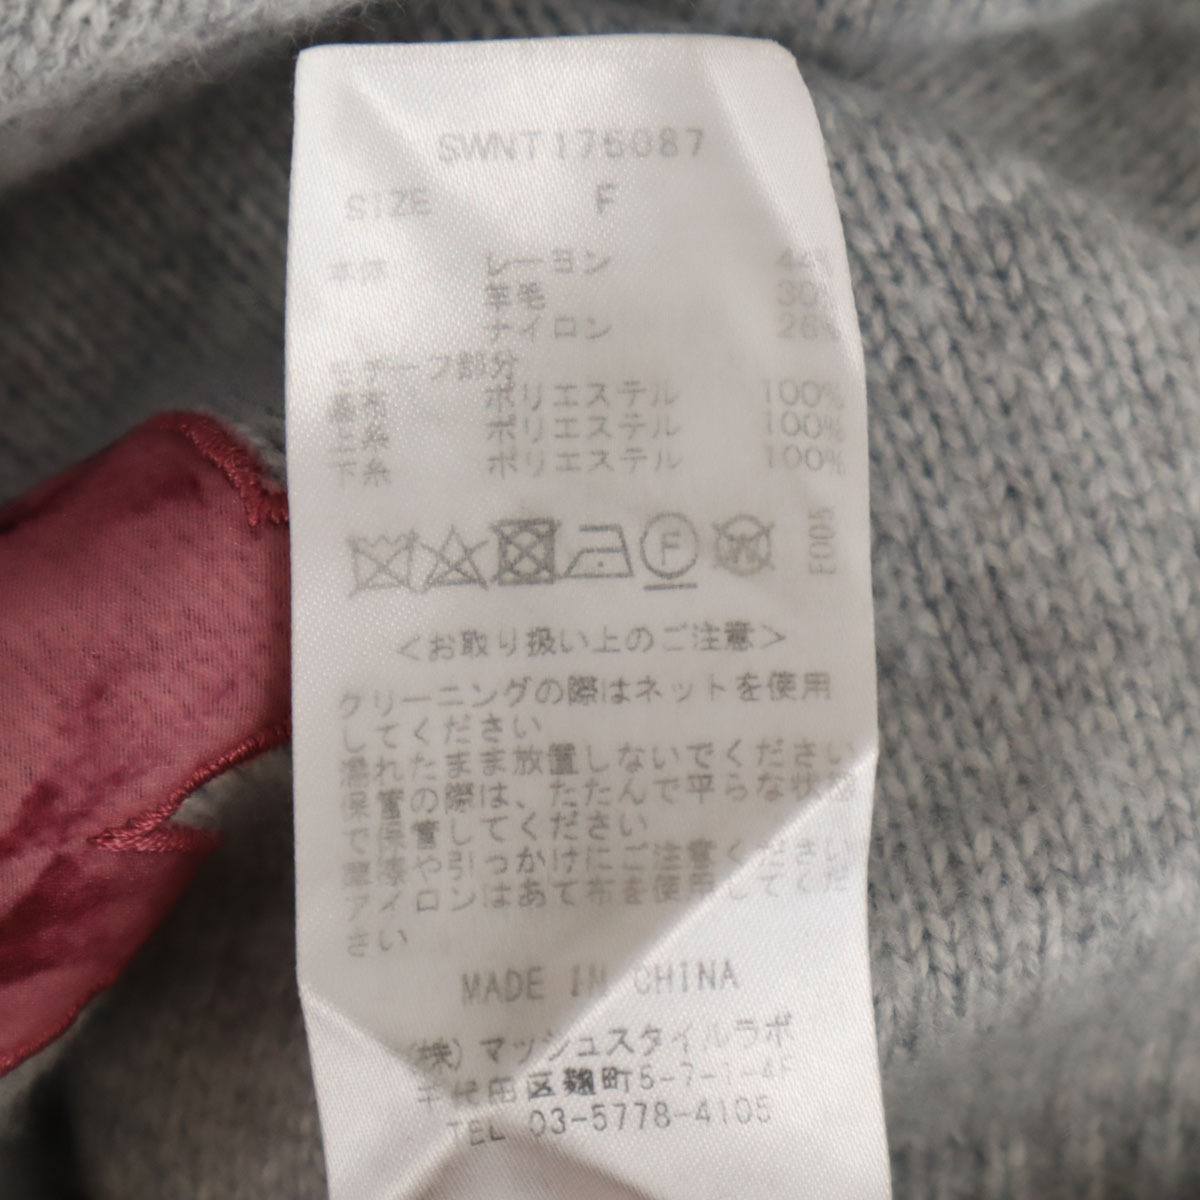 SWNT175087
SIZE F
本体 レーヨン 44%
羊毛 30%
ナイロン 26%
モチーフ部分
基布 ポリエステル 100%
上糸 ポリエステル 100%
下糸 ポリエステル 100%
F W E005
<お取り扱い上のご注意>
クリーニングの際はネットを使用
してください
濡れたまま放置しないでください
保管の際は、たたんで平らな状態
で保管してください
摩擦や引っかけにご注意ください
アイロンはあて布を使用してくだ
さい
MADE IN CHINA
(株)マッシュスタイルラボ
千代田区麹町5-7-1-4F
TEL 03-5778-4105